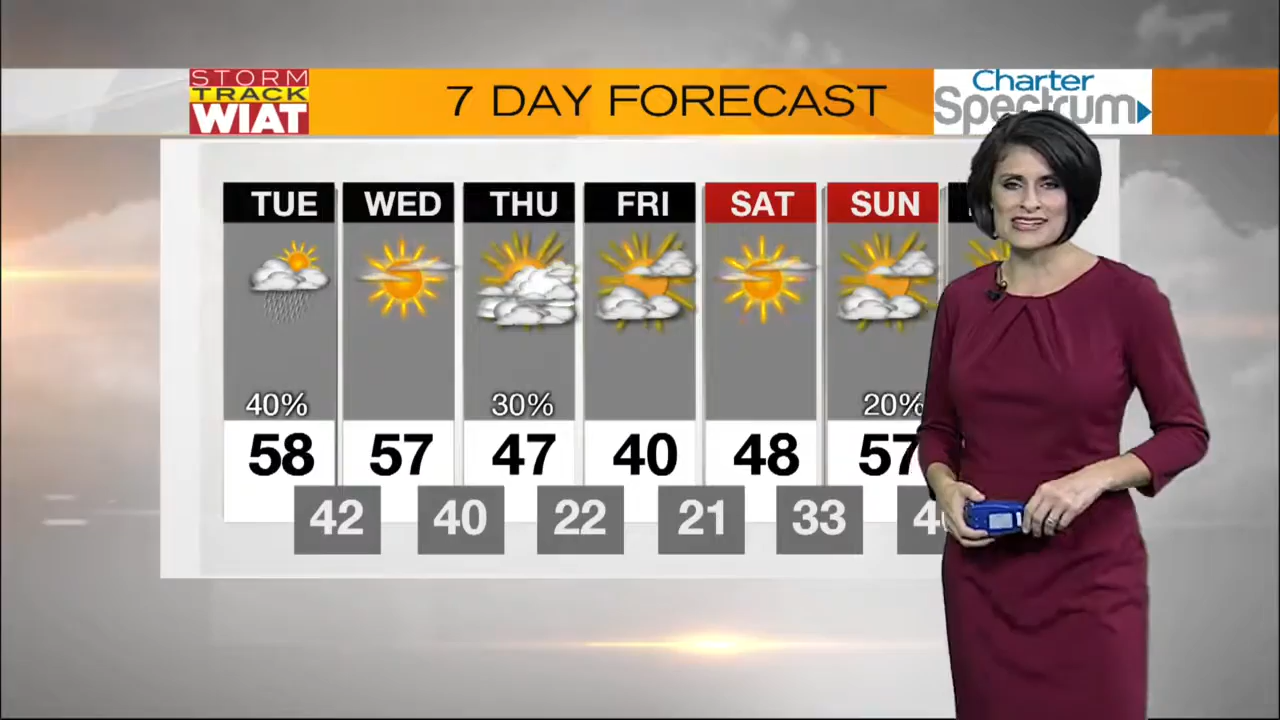 STORM
TRACK
WIAT
7 DAY FORECAST
Charter
Spectrum
TUE WED THU FRI SAT SUN
40% 30% 20%
58 57 47 40 48 57
42 40 22 21 33